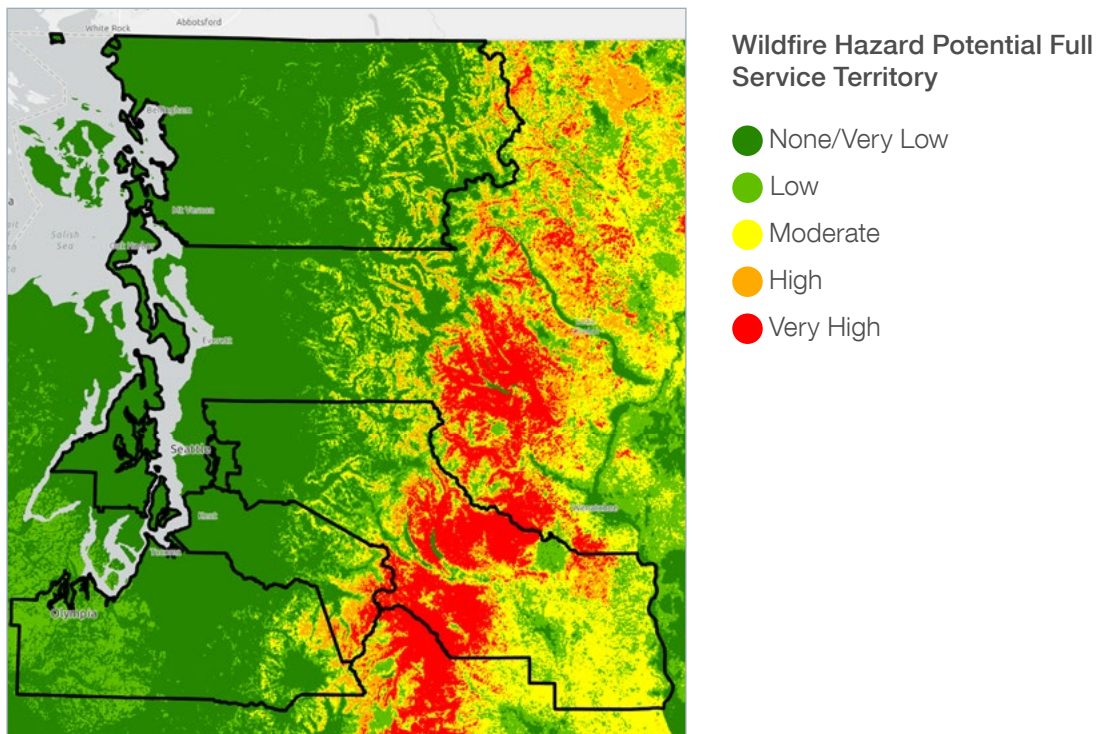 White Rock
Abbotsford
Bellingham
Mt Vernon
Salish
Sea
Oak Harbor
Everett
Seattle
Kent
Tacoma
Wenatchee
Olympia
Wildfire Hazard Potential Full
Service Territory
None/Very Low
Low
Moderate
High
Very High